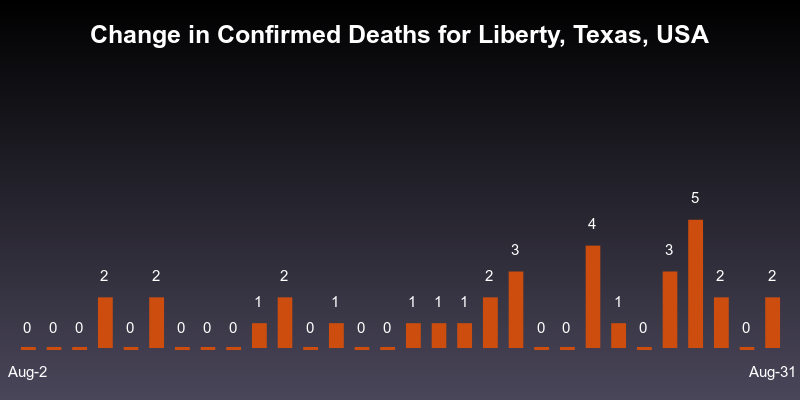 Change in Confirmed Deaths for Liberty, Texas, USA
0 0 0 2 0 2 0 0 0 1 2 0 1 0 0 1 1 1 2 3 0 0 4 1 0 3 5 2 0 2
Aug-2 Aug-31